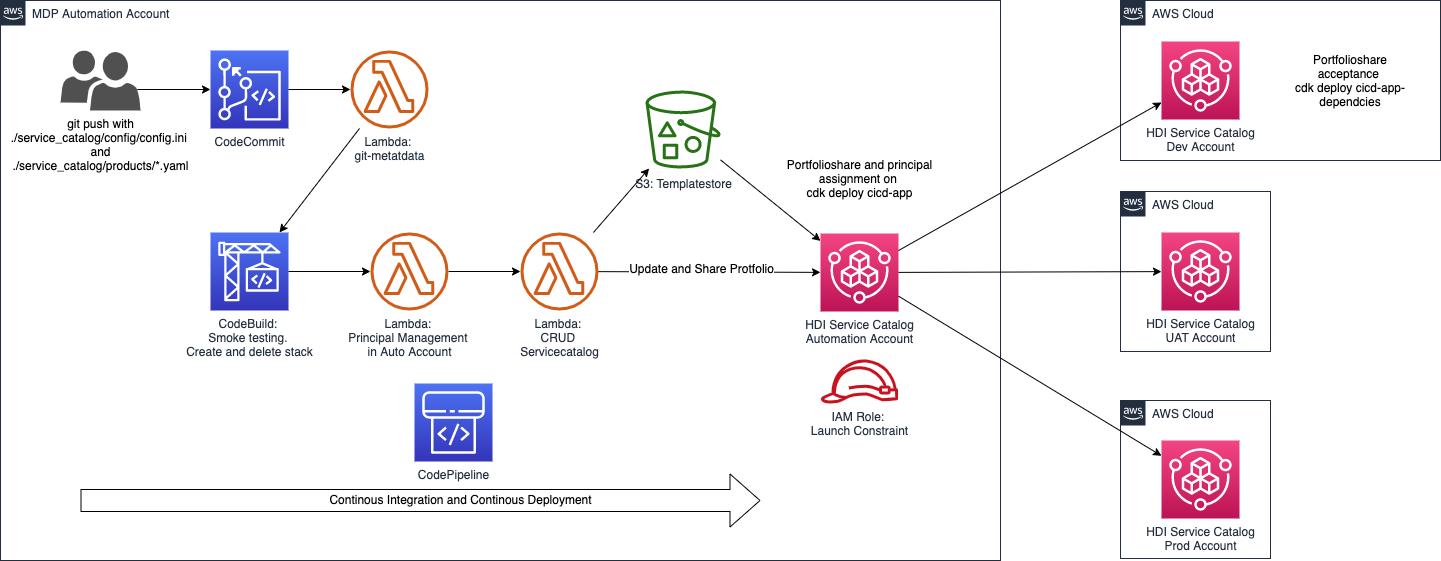 aws
MDP Automation Account
git push with
./service_catalog/config/config.ini
and
./service_catalog/products/*.yaml
CodeCommit
Lambda:
git-metatdata
S3: Templatestore
Portfolioshare and principal
assignment on
cdk deploy cicd-app
CodeBuild:
Smoke testing.
Create and delete stack
Lambda:
Principal Management
in Auto Account
Lambda:
CRUD
Servicecatalog
Update and Share Protfolio
HDI Service Catalog
Automation Account
IAM Role:
Launch Constraint
CodePipeline
Continous Integration and Continous Deployment
aws
AWS Cloud
HDI Service Catalog
Dev Account
Portfolioshare
acceptance
cdk deploy cicd-app-
dependcies
aws
AWS Cloud
HDI Service Catalog
UAT Account
aws
AWS Cloud
HDI Service Catalog
Prod Account